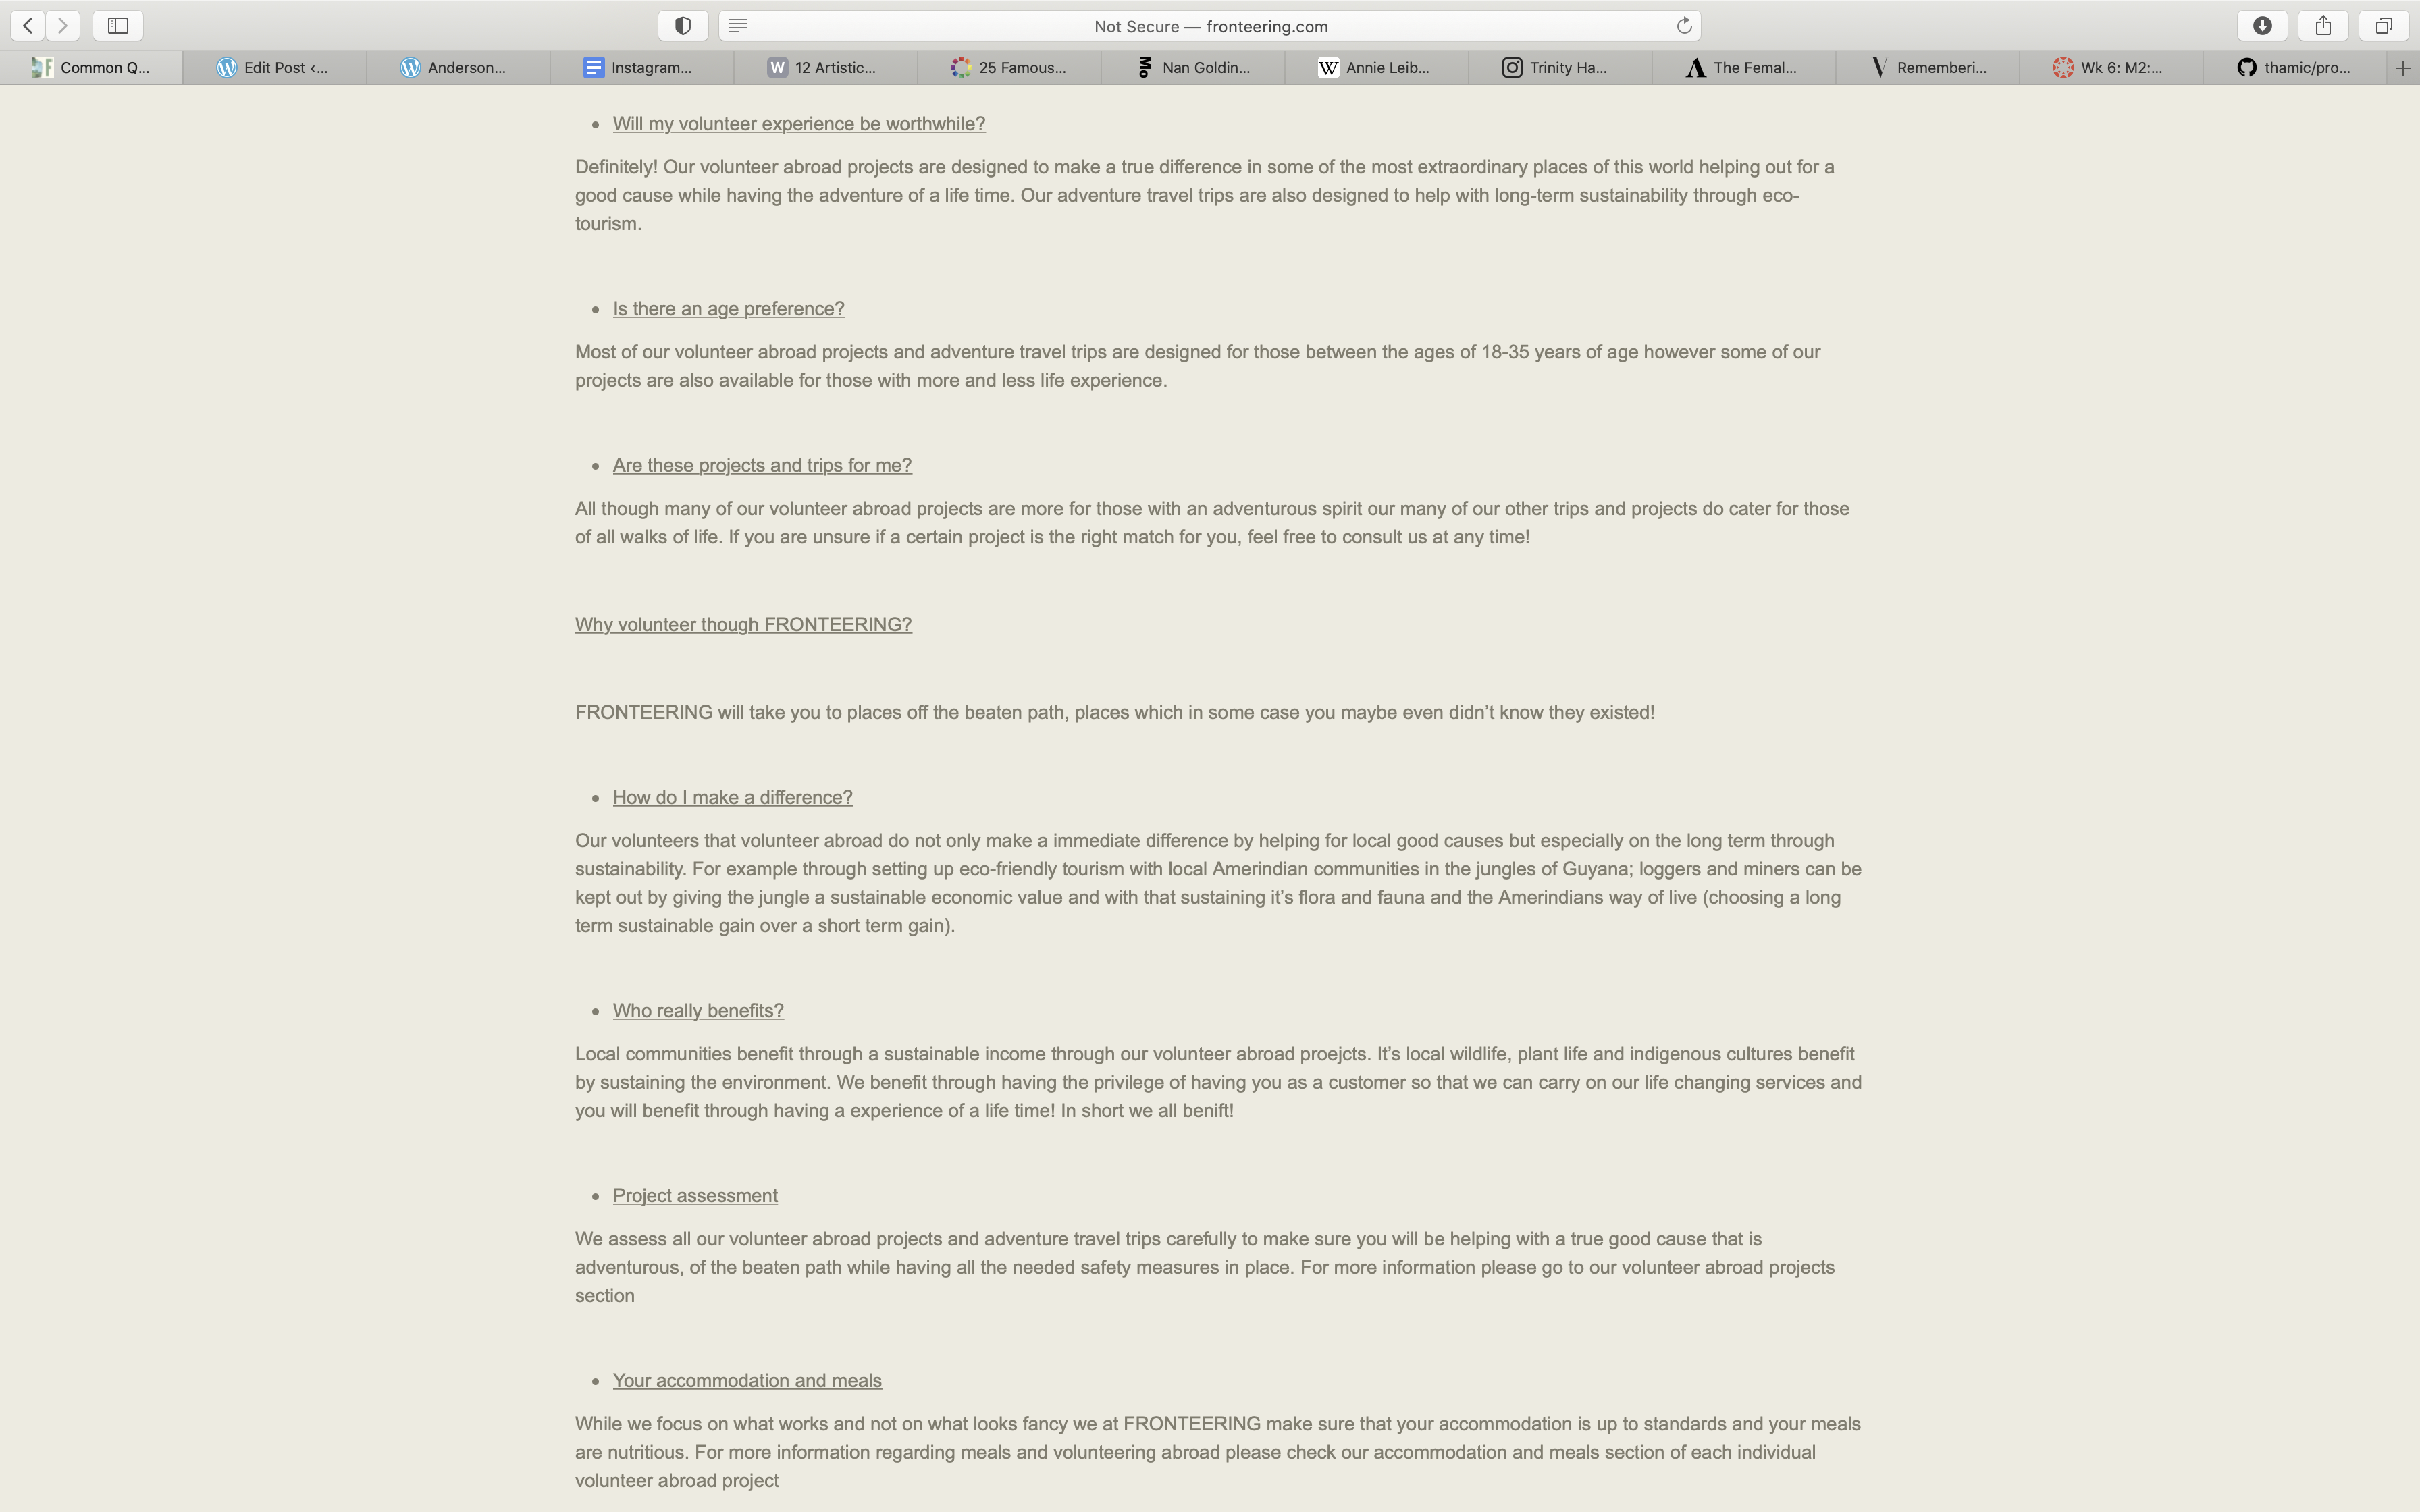 Not Secure — fronteering.com
Common Q... Edit Post ‹... Anderson... Instagram... W 12 Artistic... 25 Famous... Mo Nan Goldin... W Annie Leib... Trinity Ha... The Femal... V Rememberi... Wk 6: M2:... thamic/pro...
• Will my volunteer experience be worthwhile?
Definitely! Our volunteer abroad projects are designed to make a true difference in some of the most extraordinary places of this world helping out for a
good cause while having the adventure of a life time. Our adventure travel trips are also designed to help with long-term sustainability through eco-
tourism.
• Is there an age preference?
Most of our volunteer abroad projects and adventure travel trips are designed for those between the ages of 18-35 years of age however some of our
projects are also available for those with more and less life experience.
• Are these projects and trips for me?
All though many of our volunteer abroad projects are more for those with an adventurous spirit our many of our other trips and projects do cater for those
of all walks of life. If you are unsure if a certain project is the right match for you, feel free to consult us at any time!
Why volunteer though FRONTEERING?
FRONTEERING will take you to places off the beaten path, places which in some case you maybe even didn’t know they existed!
• How do I make a difference?
Our volunteers that volunteer abroad do not only make a immediate difference by helping for local good causes but especially on the long term through
sustainability. For example through setting up eco-friendly tourism with local Amerindian communities in the jungles of Guyana; loggers and miners can be
kept out by giving the jungle a sustainable economic value and with that sustaining it’s flora and fauna and the Amerindians way of live (choosing a long
term sustainable gain over a short term gain).
• Who really benefits?
Local communities benefit through a sustainable income through our volunteer abroad proejcts. It’s local wildlife, plant life and indigenous cultures benefit
by sustaining the environment. We benefit through having the privilege of having you as a customer so that we can carry on our life changing services and
you will benefit through having a experience of a life time! In short we all benift!
• Project assessment
We assess all our volunteer abroad projects and adventure travel trips carefully to make sure you will be helping with a true good cause that is
adventurous, of the beaten path while having all the needed safety measures in place. For more information please go to our volunteer abroad projects
section
• Your accommodation and meals
While we focus on what works and not on what looks fancy we at FRONTEERING make sure that your accommodation is up to standards and your meals
are nutritious. For more information regarding meals and volunteering abroad please check our accommodation and meals section of each individual
volunteer abroad project